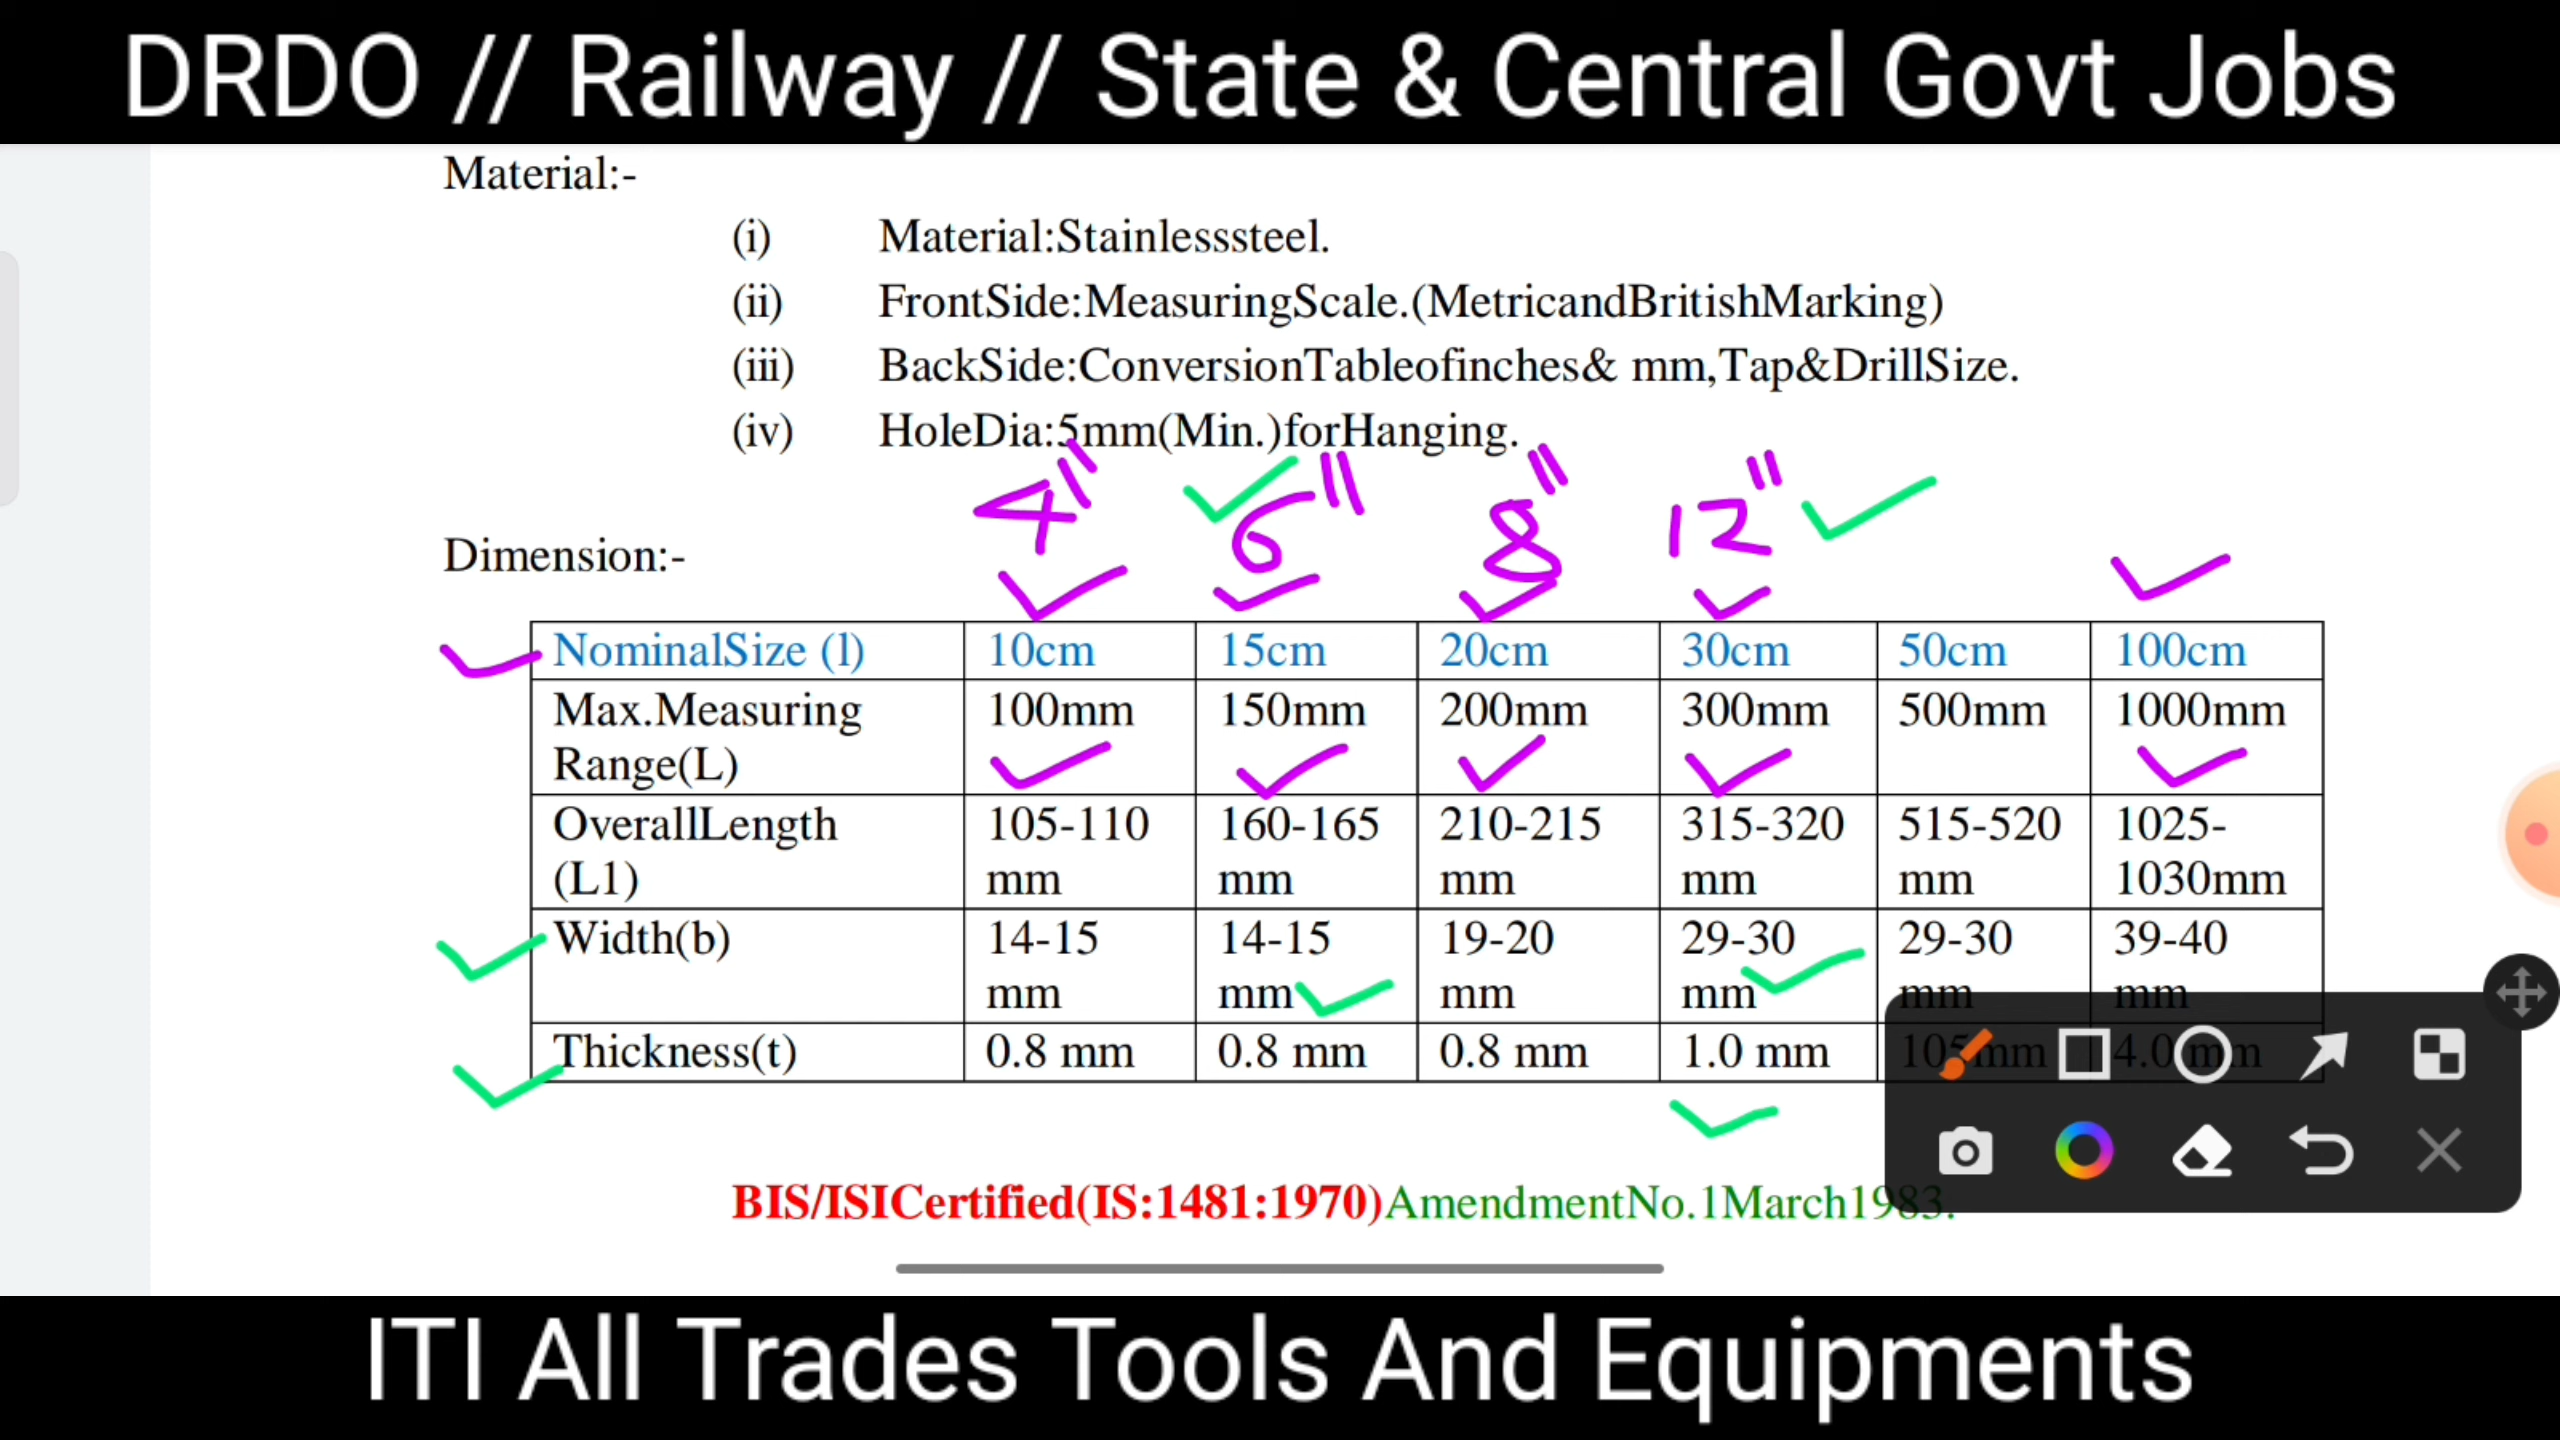 DRDO // Railway // State & Central Govt Jobs
Material:-
(i) Material:Stainlesssteel.
(ii) FrontSide:MeasuringScale.(MetricandBritishMarking)
(iii) BackSide:ConversionTableofinches& mm,Tap&DrillSize.
(iv) HoleDia:5mm(Min.)forHanging.
4" 6" 8" 12"
Dimension:-
NominalSize (l) 10cm 15cm 20cm 30cm 50cm 100cm
Max.Measuring Range(L) 100mm 150mm 200mm 300mm 500mm 1000mm
OverallLength (L1) 105-110 mm 160-165 mm 210-215 mm 315-320 mm 515-520 mm 1025-1030mm
Width(b) 14-15 mm 14-15 mm 19-20 mm 29-30 mm 29-30 mm 39-40 mm
Thickness(t) 0.8 mm 0.8 mm 0.8 mm 1.0 mm
BIS/ISICertified(IS:1481:1970)AmendmentNo.1March1983.
ITI All Trades Tools And Equipments